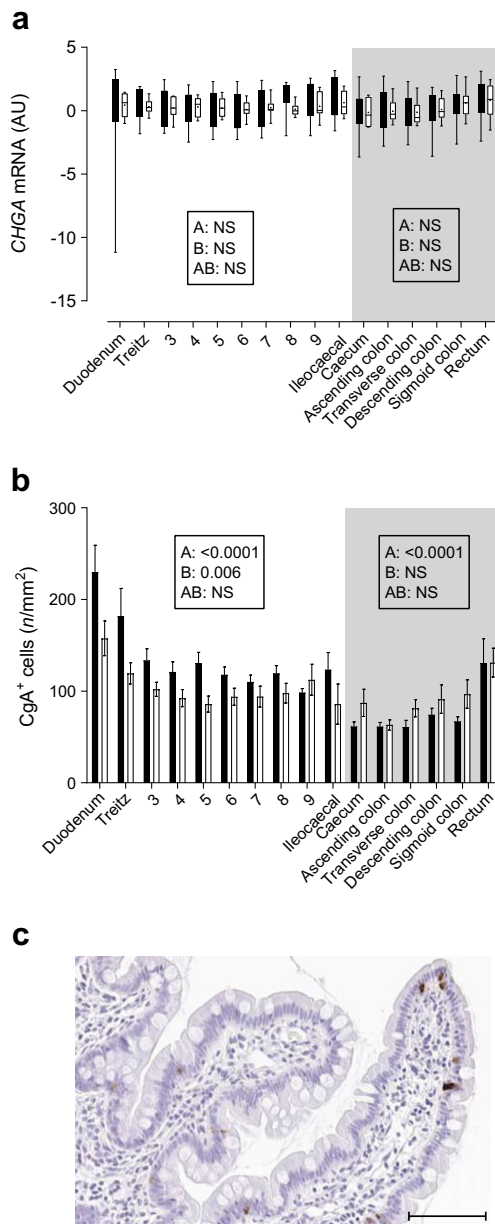 a
CHGA mRNA (AU)
5
0
-5
-10
-15
A: NS
B: NS
AB: NS
A: NS
B: NS
AB: NS
Duodenum
Treitz
3
4
5
6
7
8
9
Ileocaecal
Caecum
Ascending colon
Transverse colon
Descending colon
Sigmoid colon
Rectum
b
CgA⁺ cells (n/mm²)
300
200
100
0
A: <0.0001
B: 0.006
AB: NS
A: <0.0001
B: NS
AB: NS
Duodenum
Treitz
3
4
5
6
7
8
9
Ileocaecal
Caecum
Ascending colon
Transverse colon
Descending colon
Sigmoid colon
Rectum
c